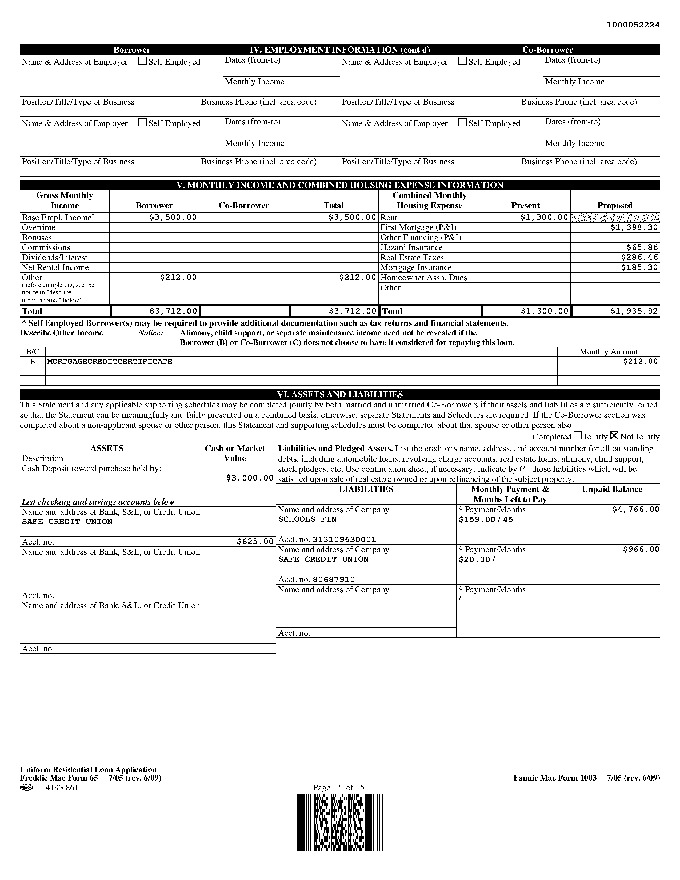 1000052224
Borrower IV. EMPLOYMENT INFORMATION (cont'd) Co-Borrower
Name & Address of Employer Self Employed Dates (from-to) Name & Address of Employer Self Employed Dates (from-to)
Monthly Income Monthly Income
Position/Title/Type of Business Business Phone (incl. area code) Position/Title/Type of Business Business Phone (incl. area code)
Name & Address of Employer Self Employed Dates (from-to) Name & Address of Employer Self Employed Dates (from-to)
Monthly Income Monthly Income
Position/Title/Type of Business Business Phone (incl. area code) Position/Title/Type of Business Business Phone (incl. area code)
V. MONTHLY INCOME AND COMBINED HOUSING EXPENSE INFORMATION
Gross Monthly Income Borrower Co-Borrower Total Combined Monthly Housing Expense Present Proposed
Base Empl. Income* $3,500.00 $3,500.00 Rent $1,300.00
Overtime First Mortgage (P&I) $1,398.30
Bonuses Other Financing (P&I)
Commissions Hazard Insurance $65.86
Dividends/Interest Real Estate Taxes $286.46
Net Rental Income Mortgage Insurance $185.30
Other $212.00 $212.00 Homeowner Assn. Dues
Other
Total $3,712.00 $3,712.00 Total $1,300.00 $1,935.92
* Self Employed Borrower(s) may be required to provide additional documentation such as tax returns and financial statements.
Describe Other Income Notice: Alimony, child support, or separate maintenance income need not be revealed if the
Borrower (B) or Co-Borrower (C) does not choose to have it considered for repaying this loan.
B/C Monthly Amount
B MORTGAGECREDITCERTIFICATE $212.00
VI. ASSETS AND LIABILITIES
This Statement and any applicable supporting schedules may be completed jointly by both married and unmarried Co-Borrowers if their assets and liabilities are sufficiently joined
so that the Statement can be meaningfully and fairly presented on a combined basis; otherwise, separate Statements and Schedules are required. If the Co-Borrower section was
completed about a non-applicant spouse or other person, this Statement and supporting schedules must be completed about that spouse or other person also.
Completed Jointly Not Jointly
ASSETS Cash or Market Value
Description
Cash Deposit toward purchase held by:
$3,000.00
Liabilities and Pledged Assets. List the creditor's name, address, and account number for all outstanding
debts, including automobile loans, revolving charge accounts, real estate loans, alimony, child support,
stock pledges, etc. Use continuation sheet, if necessary. Indicate by (*) those liabilities which will be
satisfied upon sale of real estate owned or upon refinancing of the subject property.
LIABILITIES Monthly Payment & Months Left to Pay Unpaid Balance
List checking and savings accounts below
Name and address of Bank, S&L, or Credit Union
SAFE CREDIT UNION
Acct. no. $625.00
Name and address of Company $ Payment/Months $4,766.00
SCHOOLS FIN $159.00/45
Name and address of Bank, S&L, or Credit Union
Name and address of Company $ Payment/Months $966.00
SAFE CREDIT UNION $20.00/
Acct. no. 80687910
Acct. no.
Name and address of Company $ Payment/Months
/
Name and address of Bank, S&L, or Credit Union
Acct. no.
Acct. no.
Uniform Residential Loan Application
Freddie Mac Form 65 7/05 (rev. 6/09) Fannie Mae Form 1003 7/05 (rev. 6/09)